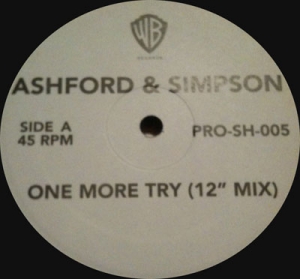 WB
ASHFORD & SIMPSON
SIDE A
45 RPM
PRO-SH-005
ONE MORE TRY (12" MIX)